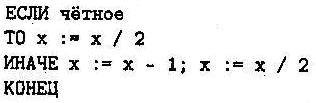 ЕСЛИ чётное
ТО x := x / 2
ИНАЧЕ x := x - 1; x := x / 2
КОНЕЦ